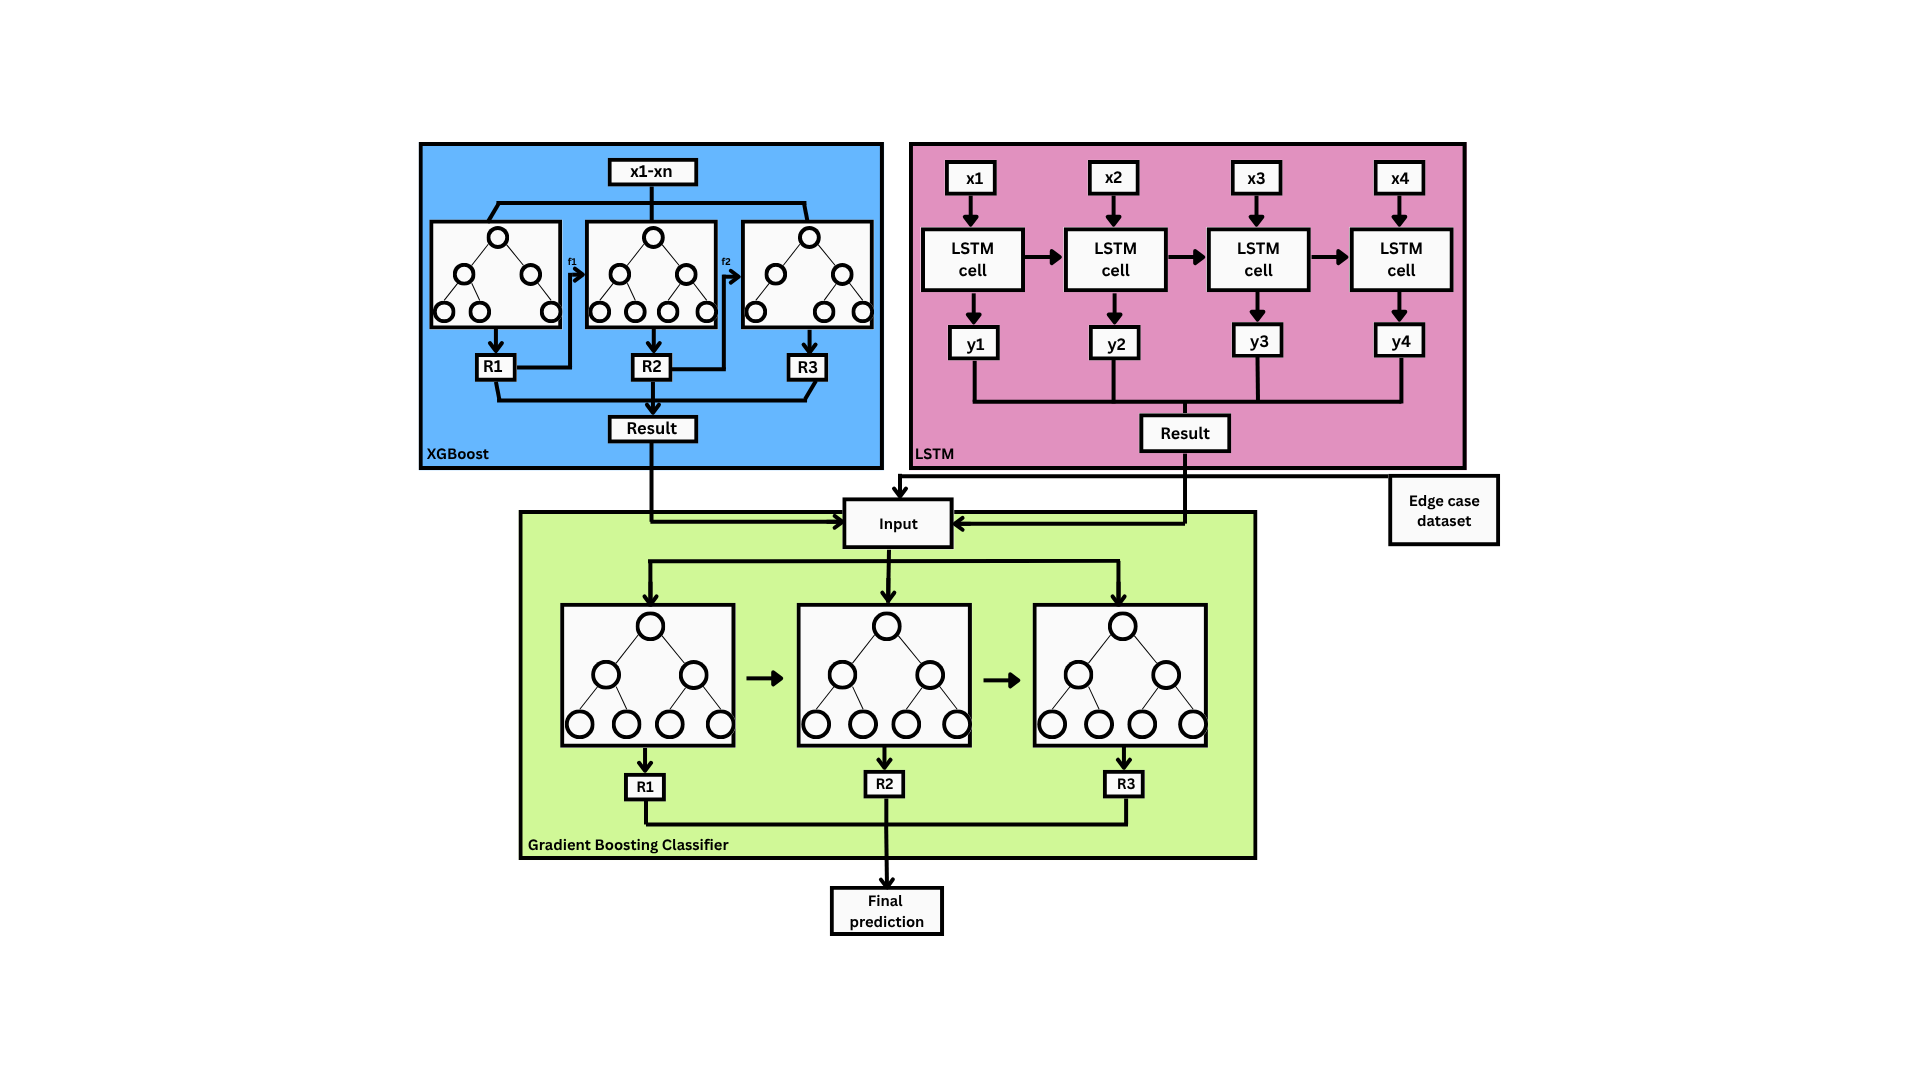 x1-xn
f1
f2
R1
R2
R3
Result
XGBoost
x1
x2
x3
x4
LSTM
cell
LSTM
cell
LSTM
cell
LSTM
cell
y1
y2
y3
y4
Result
LSTM
Edge case
dataset
Input
R1
R2
R3
Gradient Boosting Classifier
Final
prediction